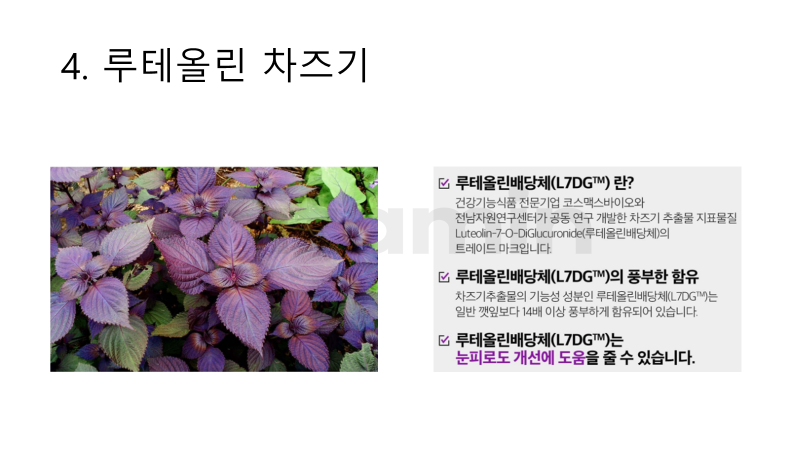 4. 루테올린 차즈기
루테올린배당체(L7DG™) 란?
건강기능식품 전문기업 코스맥스바이오와
전남자원연구센터가 공동 연구 개발한 차즈기 추출물 지표물질
Luteolin-7-O-DiGlucuronide(루테올린배당체)의
트레이드 마크입니다.
루테올린배당체(L7DG™)의 풍부한 함유
차즈기추출물의 기능성 성분인 루테올린배당체(L7DG™)는
일반 깻잎보다 14배 이상 풍부하게 함유되어 있습니다.
루테올린배당체(L7DG™)는
눈피로도 개선에 도움을 줄 수 있습니다.